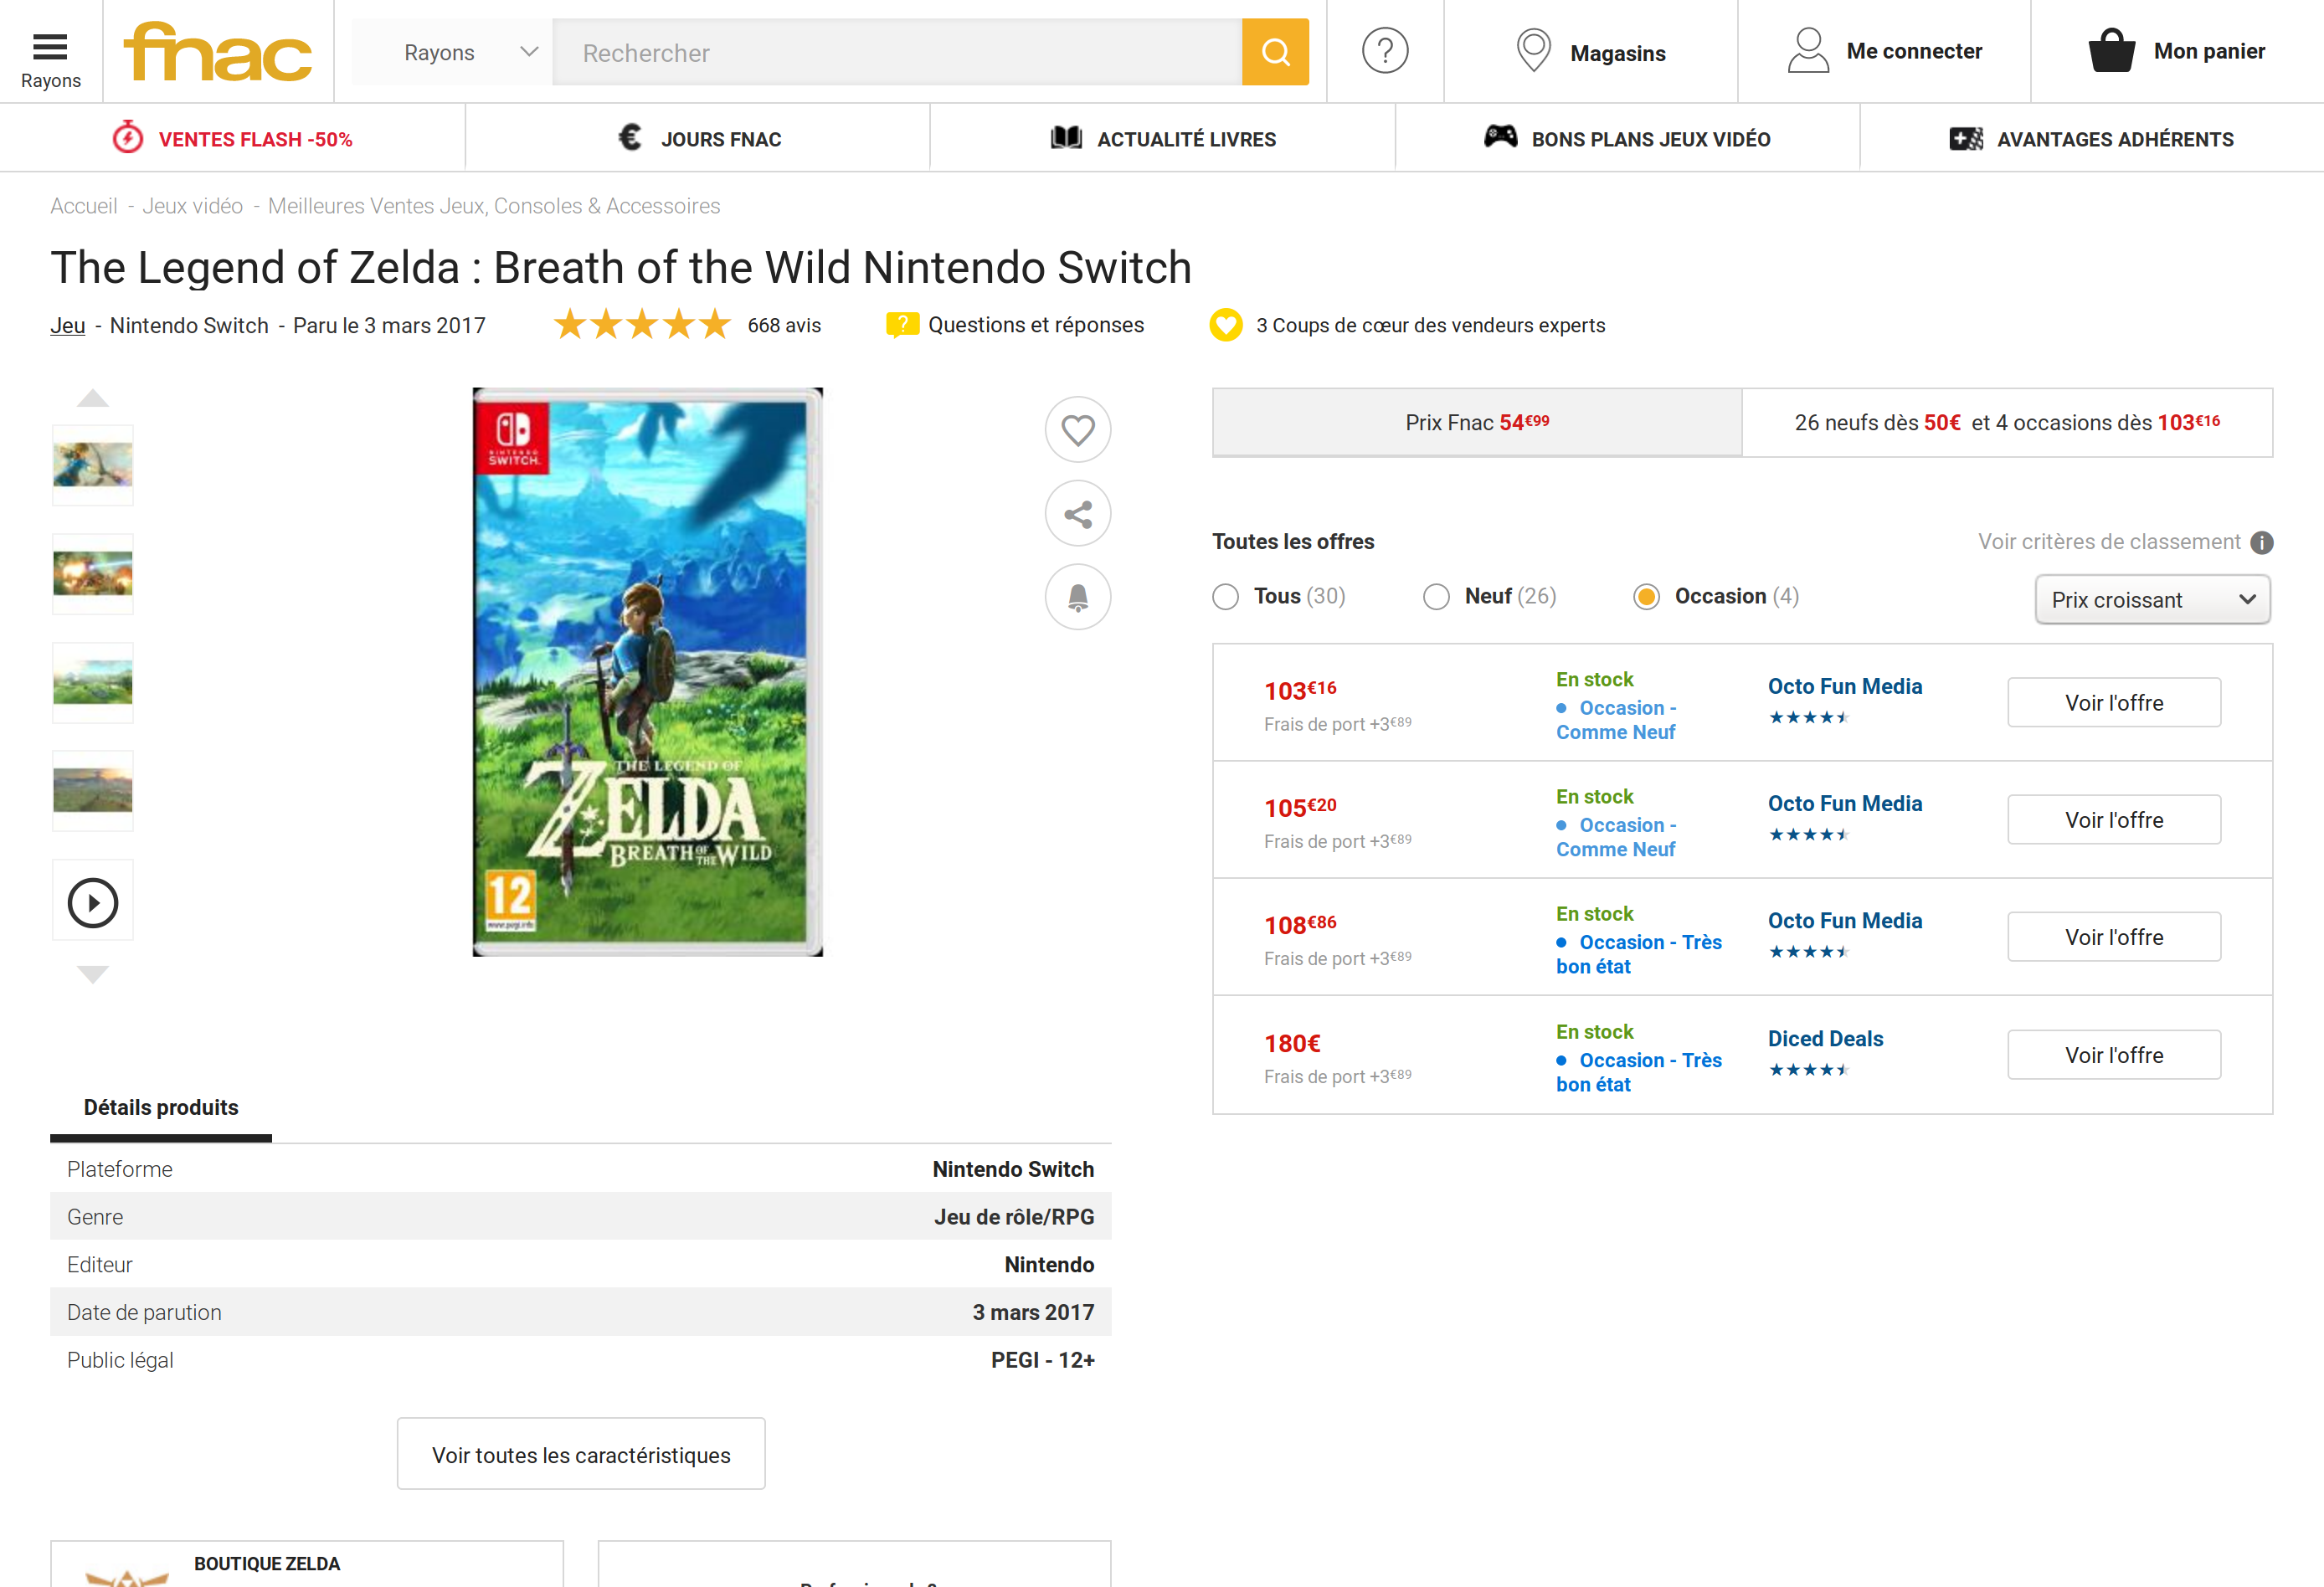 Rayons
fnac
Rayons
Rechercher
?
Magasins
Me connecter
Mon panier
VENTES FLASH -50%
€ JOURS FNAC
ACTUALITÉ LIVRES
BONS PLANS JEUX VIDÉO
AVANTAGES ADHÉRENTS
Accueil - Jeux vidéo - Meilleures Ventes Jeux, Consoles & Accessoires
The Legend of Zelda : Breath of the Wild Nintendo Switch
Jeu - Nintendo Switch - Paru le 3 mars 2017
668 avis
? Questions et réponses
3 Coups de cœur des vendeurs experts
NINTENDO
SWITCH.
THE LEGEND OF
ZELDA
BREATH OF THE WILD
12
www.pegi.info
Prix Fnac 54€99
26 neufs dès 50€ et 4 occasions dès 103€16
Toutes les offres
Voir critères de classement i
Tous (30)
Neuf (26)
Occasion (4)
Prix croissant
103€16
Frais de port +3€89
En stock
• Occasion -
Comme Neuf
Octo Fun Media
Voir l'offre
105€20
Frais de port +3€89
En stock
• Occasion -
Comme Neuf
Octo Fun Media
Voir l'offre
108€86
Frais de port +3€89
En stock
• Occasion - Très
bon état
Octo Fun Media
Voir l'offre
180€
Frais de port +3€89
En stock
• Occasion - Très
bon état
Diced Deals
Voir l'offre
Détails produits
Plateforme Nintendo Switch
Genre Jeu de rôle/RPG
Editeur Nintendo
Date de parution 3 mars 2017
Public légal PEGI - 12+
Voir toutes les caractéristiques
BOUTIQUE ZELDA